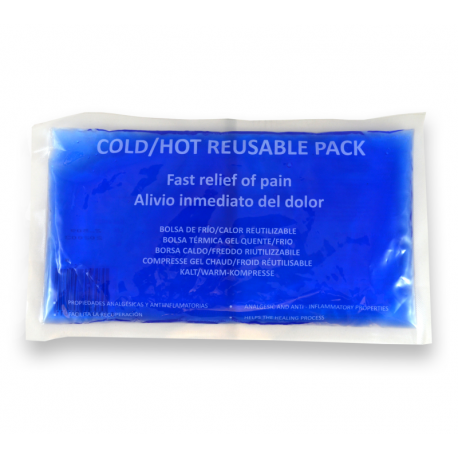 COLD/HOT REUSABLE PACK
Fast relief of pain
Alivio inmediato del dolor
BOLSA DE FRÍO/CALOR REUTILIZABLE
BOLSA TÉRMICA GEL QUENTE/FRIO
BORSA CALDO/FREDDO RIUTILIZZABILE
COMPRESSE GEL CHAUD/FROID RÉUTILISABLE
KALT/WARM-KOMPRESSE
PROPIEDADES ANALGÉSICAS Y ANTIINFLAMATORIAS
• ANALGESIC AND ANTI - INFLAMMATORY PROPERTIES
• FACILITA LA RECUPERACIÓN
• HELPS THE HEALING PROCESS